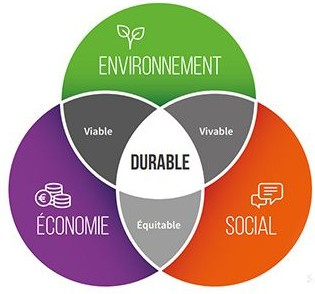 ENVIRONNEMENT
Viable
Vivable
DURABLE
ÉCONOMIE
Équitable
SOCIAL